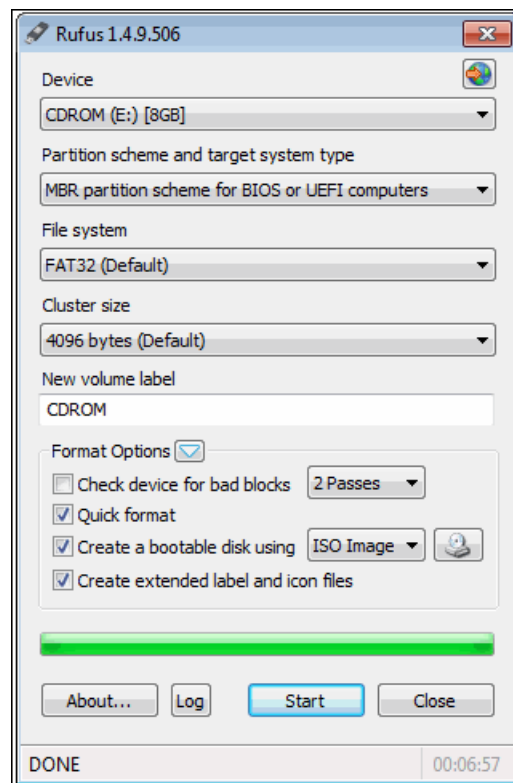 Rufus 1.4.9.506
Device
CDROM (E:) [8GB]
Partition scheme and target system type
MBR partition scheme for BIOS or UEFI computers
File system
FAT32 (Default)
Cluster size
4096 bytes (Default)
New volume label
CDROM
Format Options
Check device for bad blocks 2 Passes
Quick format
Create a bootable disk using ISO Image
Create extended label and icon files
About... Log Start Close
DONE 00:06:57